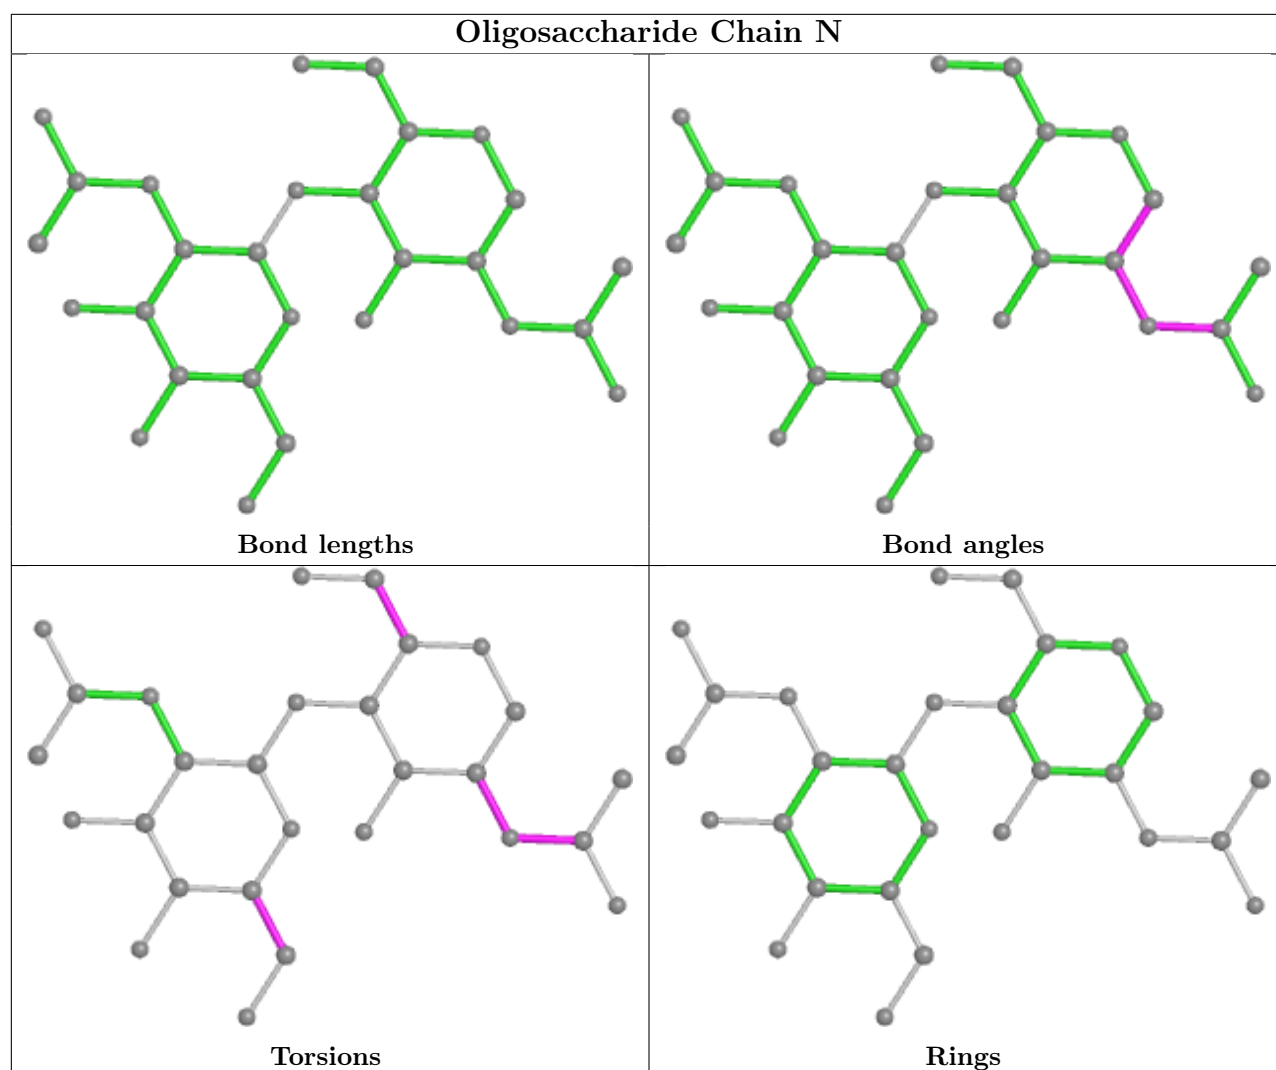 Oligosaccharide Chain N
Bond lengths
Bond angles
Torsions
Rings